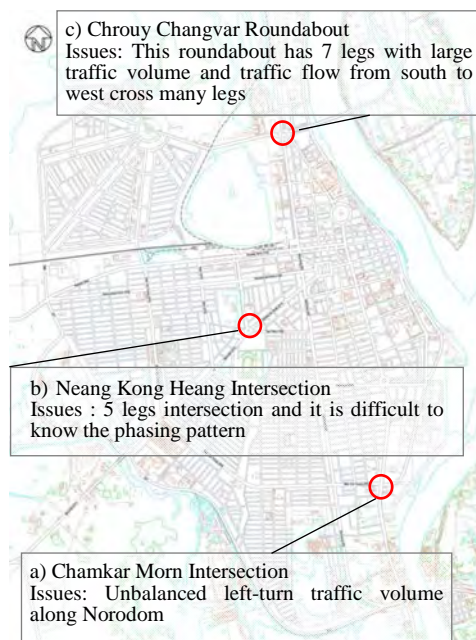 N
c) Chrouy Changvar Roundabout
Issues: This roundabout has 7 legs with large
traffic volume and traffic flow from south to
west cross many legs
b) Neang Kong Heang Intersection
Issues : 5 legs intersection and it is difficult to
know the phasing pattern
a) Chamkar Morn Intersection
Issues: Unbalanced left-turn traffic volume
along Norodom